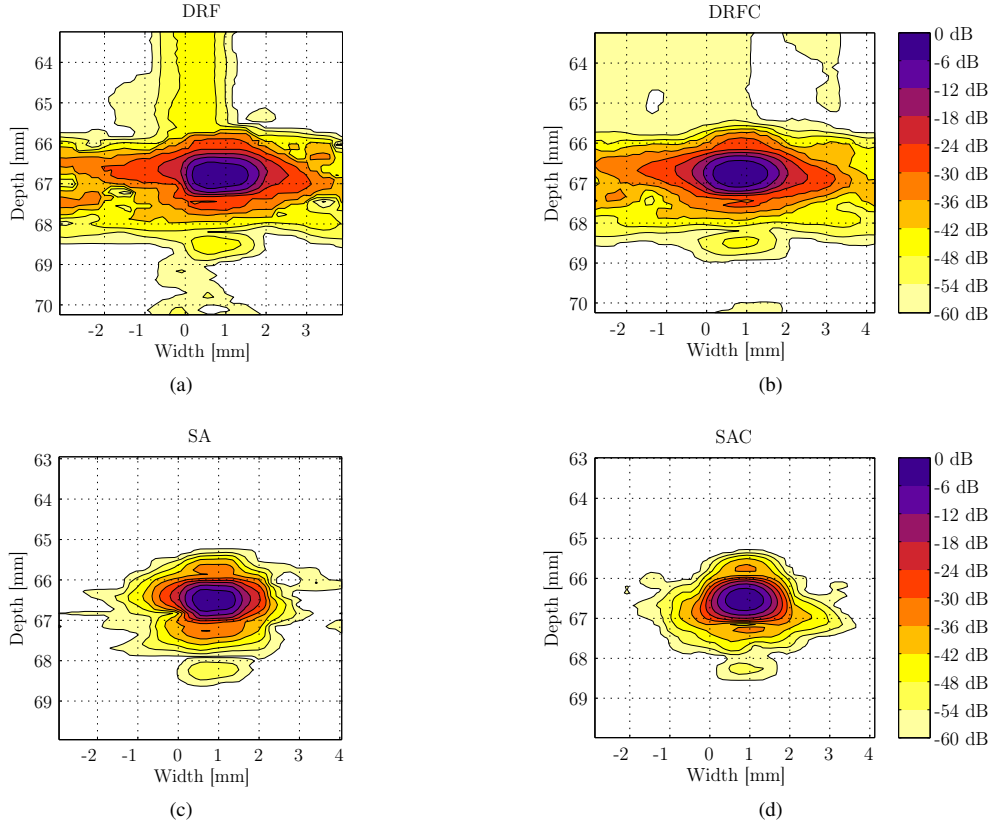 DRF
64
65
66
67
68
69
70
Depth [mm]
-2 -1 0 1 2 3
Width [mm]
(a)
DRFC
64
65
66
67
68
69
70
Depth [mm]
-2 -1 0 1 2 3 4
Width [mm]
(b)
0 dB
-6 dB
-12 dB
-18 dB
-24 dB
-30 dB
-36 dB
-42 dB
-48 dB
-54 dB
-60 dB
SA
63
64
65
66
67
68
69
Depth [mm]
-2 -1 0 1 2 3 4
Width [mm]
(c)
SAC
63
64
65
66
67
68
69
Depth [mm]
-2 -1 0 1 2 3 4
Width [mm]
(d)
0 dB
-6 dB
-12 dB
-18 dB
-24 dB
-30 dB
-36 dB
-42 dB
-48 dB
-54 dB
-60 dB